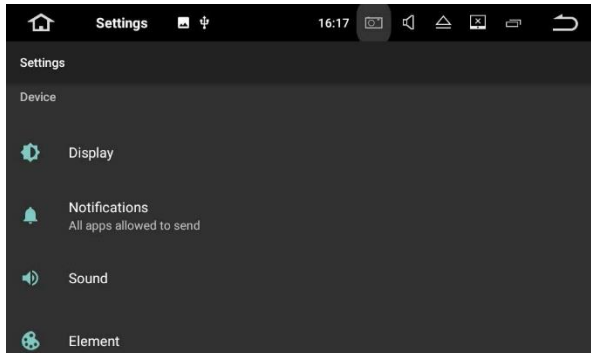 Settings 16:17
Settings
Device
Display
Notifications
All apps allowed to send
Sound
Element